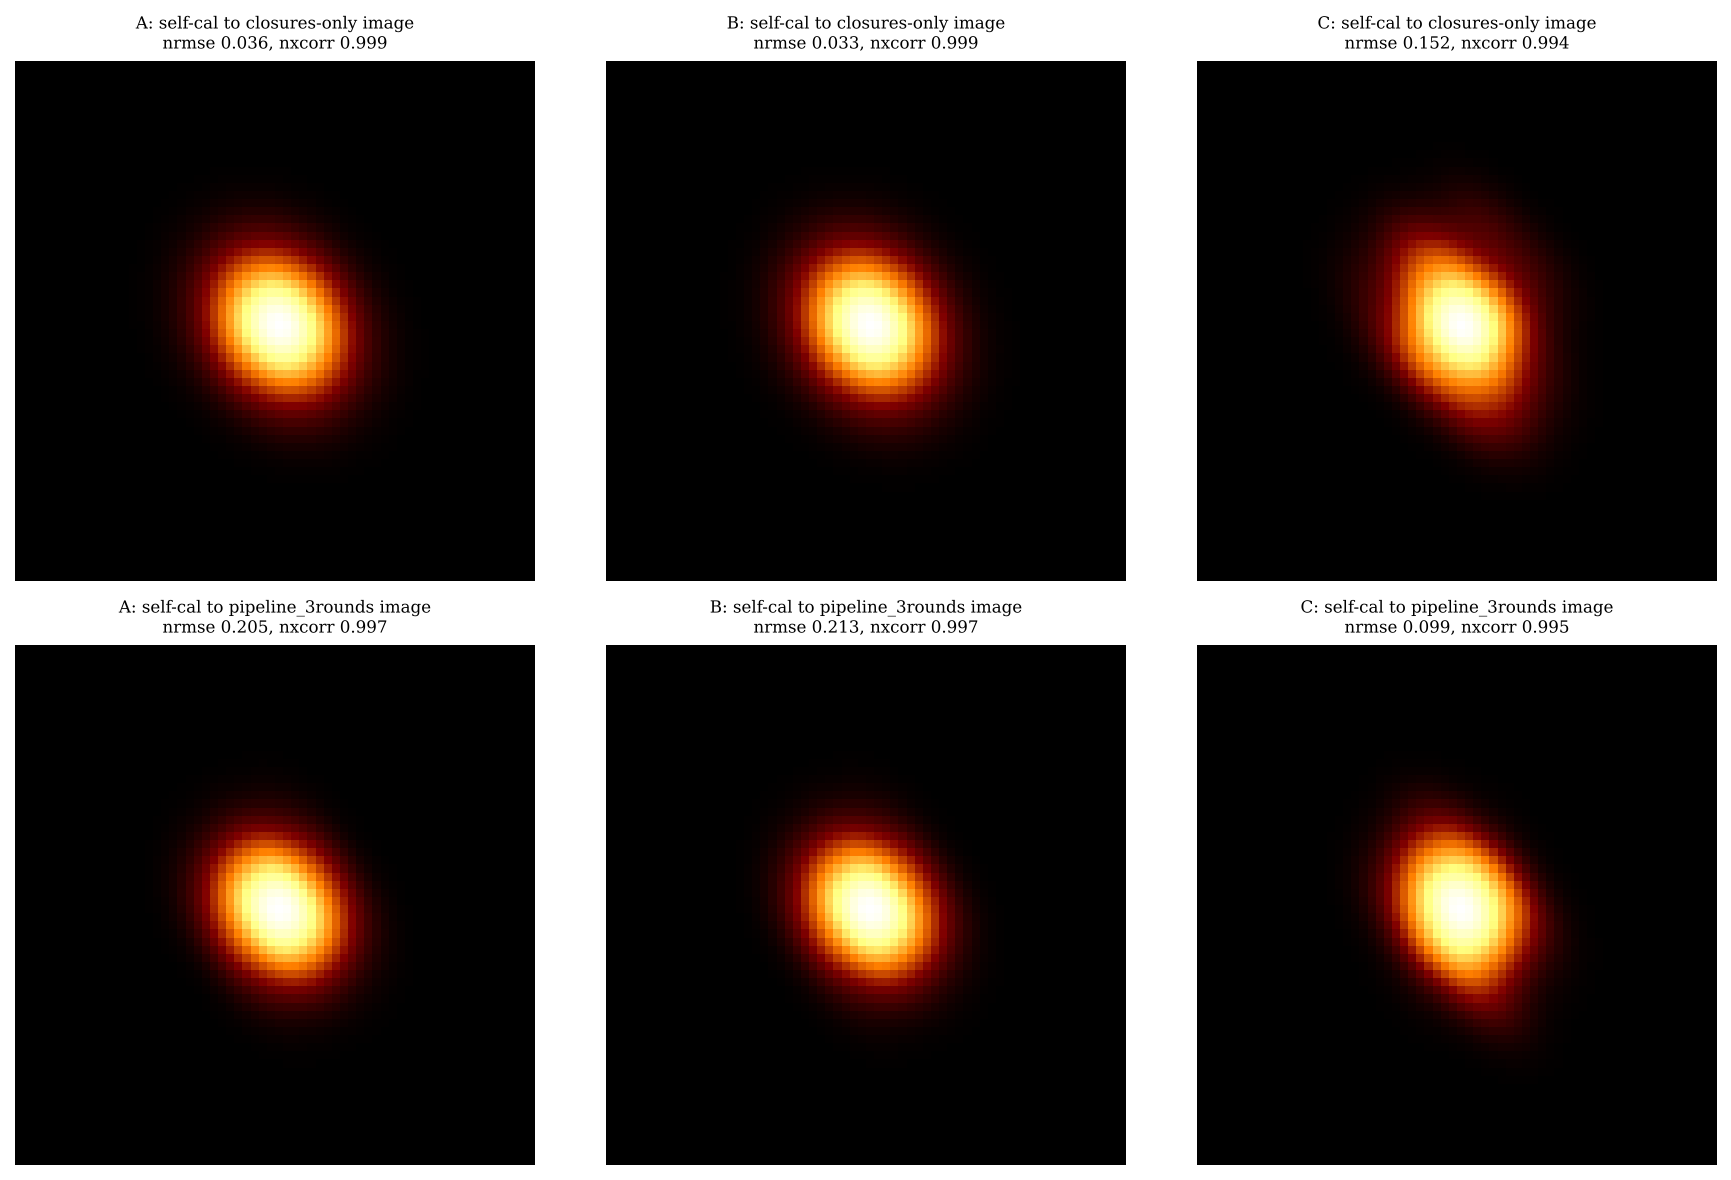 A: self-cal to closures-only image
nrmse 0.036, nxcorr 0.999
B: self-cal to closures-only image
nrmse 0.033, nxcorr 0.999
C: self-cal to closures-only image
nrmse 0.152, nxcorr 0.994
A: self-cal to pipeline_3rounds image
nrmse 0.205, nxcorr 0.997
B: self-cal to pipeline_3rounds image
nrmse 0.213, nxcorr 0.997
C: self-cal to pipeline_3rounds image
nrmse 0.099, nxcorr 0.995